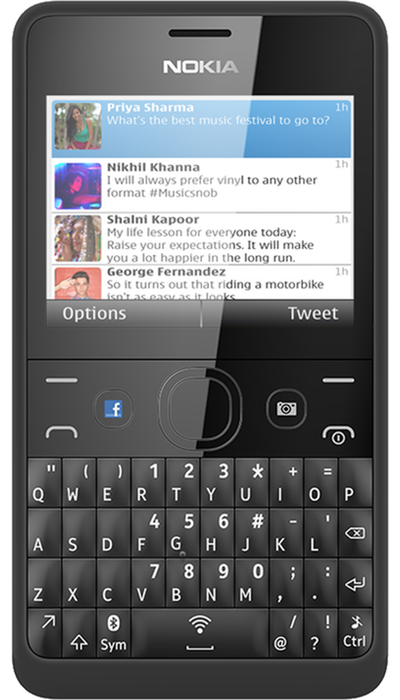 NOKIA
Priya Sharma 1h
What's the best music festival to go to?
Nikhil Khanna 1h
I will always prefer vinyl to any other
format #Musicsnob
Shalni Kapoor 1h
My life lesson for everyone today:
Raise your expectations. It will make
you a lot happier in the long run.
George Fernandez 1h
So it turns out that riding a motorbike
isn't as easy as it looks
Options Tweet
f
" ( ) 1 2 3 * + =
Q W E R T Y U I O P
4 5 6 # - '
A S D F G H J K L
7 8 9 0 ; :
Z X C V B N M , .
/ !
Sym @ ? Ctrl